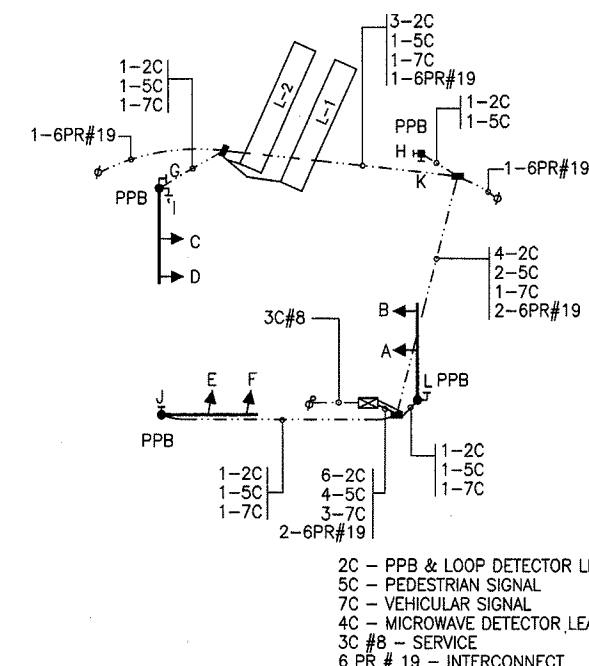 3-2C
1-5C
1-7C
1-6PR#19
1-2C
1-5C
1-7C
L-2
L-1
1-2C
1-5C
PPB
H
1-6PR#19
G
K
1-6PR#19
PPB
I
C
D
4-2C
2-5C
1-7C
2-6PR#19
B
3C#8
A
L PPB
J
E
F
PPB
1-2C
1-5C
1-7C
1-2C
1-5C
1-7C
6-2C
4-5C
3-7C
2-6PR#19
2C – PPB & LOOP DETECTOR L
5C – PEDESTRIAN SIGNAL
7C – VEHICULAR SIGNAL
4C – MICROWAVE DETECTOR LEA
3C #8 – SERVICE
6 PR # 19 – INTERCONNECT